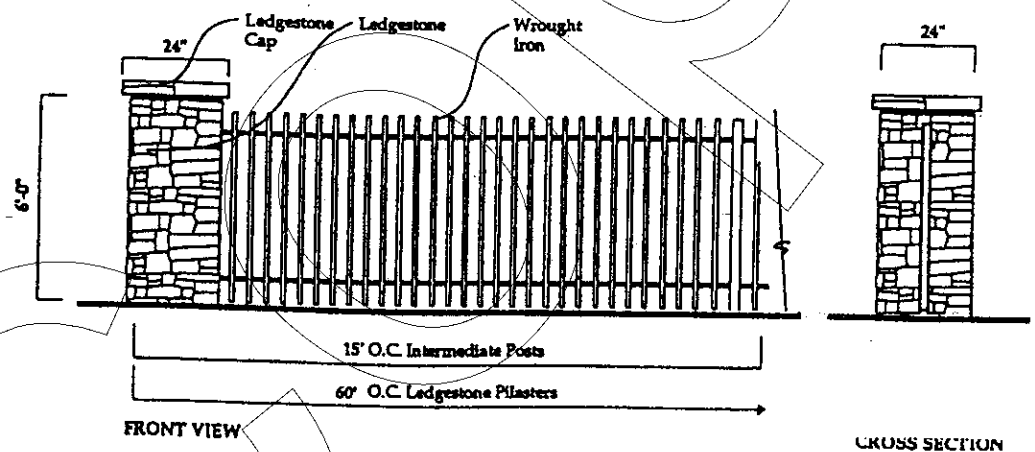 Ledgestone
Cap
Ledgestone
Wrought
Iron
24"
24"
6'-0"
15' O.C. Intermediate Posts
60' O.C. Ledgestone Pilasters
FRONT VIEW
CROSS SECTION